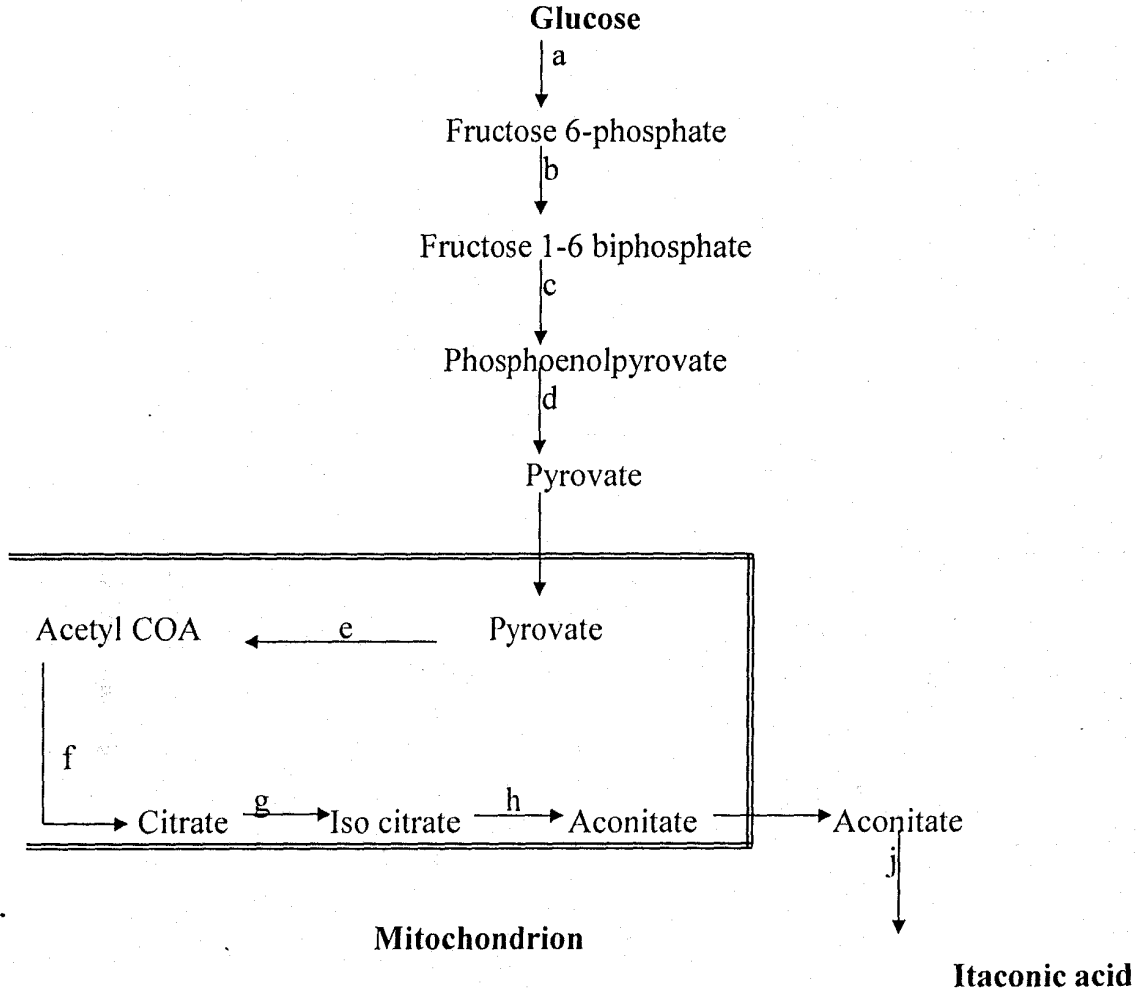 Glucose
a
Fructose 6-phosphate
b
Fructose 1-6 biphosphate
c
Phosphoenolpyrovate
d
Pyrovate
Acetyl COA e Pyrovate
f
Citrate g Iso citrate h Aconitate Aconitate
j
Mitochondrion
Itaconic acid